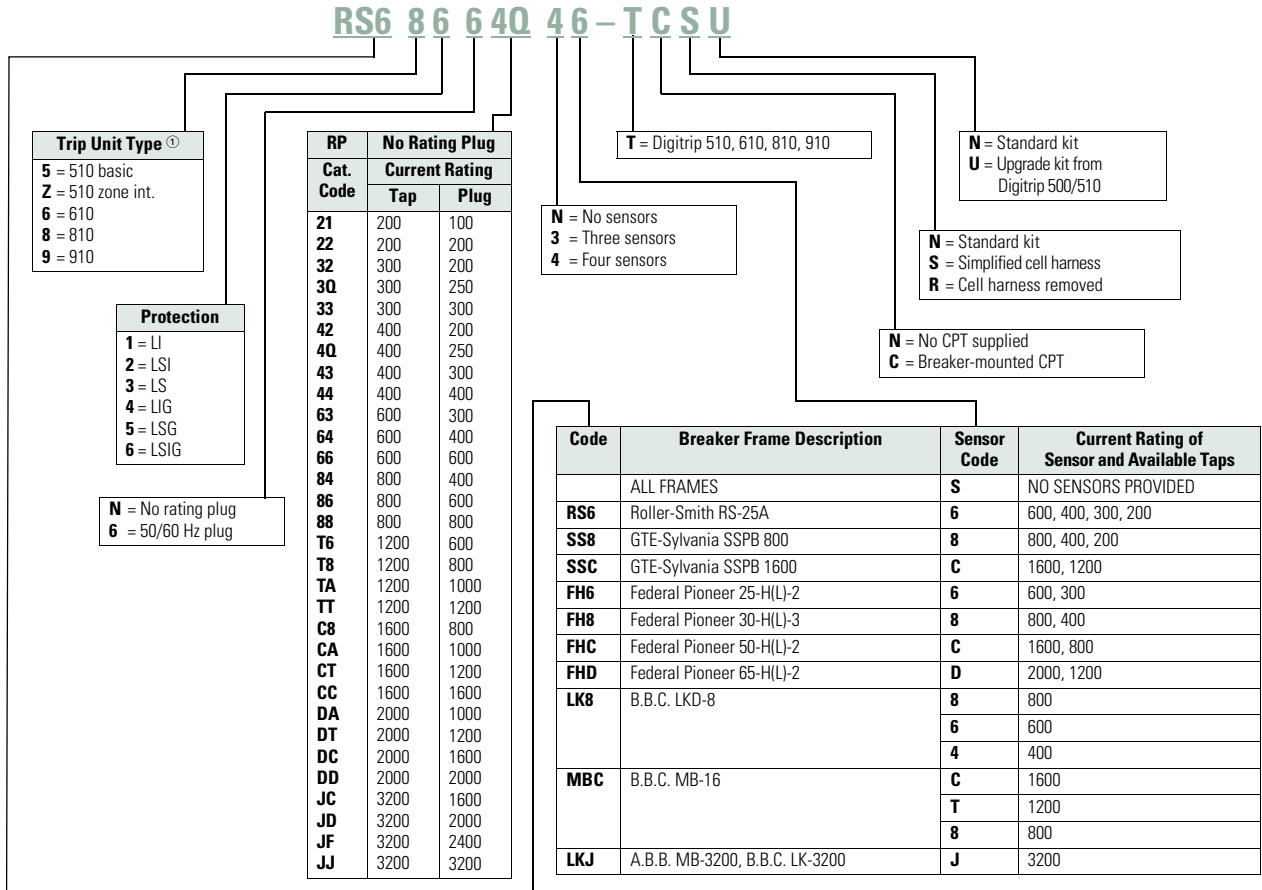 RS6 8 6 6 4Q 4 6 – T C S U
Trip Unit Type ①
5 = 510 basic
Z = 510 zone int.
6 = 610
8 = 810
9 = 910
Protection
1 = LI
2 = LSI
3 = LS
4 = LIG
5 = LSG
6 = LSIG
N = No rating plug
6 = 50/60 Hz plug
RP No Rating Plug
Cat. Code Current Rating
Tap Plug
21 200 100
22 200 200
32 300 200
3Q 300 250
33 300 300
42 400 200
4Q 400 250
43 400 300
44 400 400
63 600 300
64 600 400
66 600 600
84 800 400
86 800 600
88 800 800
T6 1200 600
T8 1200 800
TA 1200 1000
TT 1200 1200
C8 1600 800
CA 1600 1000
CT 1600 1200
CC 1600 1600
DA 2000 1000
DT 2000 1200
DC 2000 1600
DD 2000 2000
JC 3200 1600
JD 3200 2000
JF 3200 2400
JJ 3200 3200
T = Digitrip 510, 610, 810, 910
N = No sensors
3 = Three sensors
4 = Four sensors
N = Standard kit
U = Upgrade kit from
Digitrip 500/510
N = Standard kit
S = Simplified cell harness
R = Cell harness removed
N = No CPT supplied
C = Breaker-mounted CPT
Code Breaker Frame Description Sensor Code Current Rating of Sensor and Available Taps
ALL FRAMES S NO SENSORS PROVIDED
RS6 Roller-Smith RS-25A 6 600, 400, 300, 200
SS8 GTE-Sylvania SSPB 800 8 800, 400, 200
SSC GTE-Sylvania SSPB 1600 C 1600, 1200
FH6 Federal Pioneer 25-H(L)-2 6 600, 300
FH8 Federal Pioneer 30-H(L)-3 8 800, 400
FHC Federal Pioneer 50-H(L)-2 C 1600, 800
FHD Federal Pioneer 65-H(L)-2 D 2000, 1200
LK8 B.B.C. LKD-8 8 800
6 600
4 400
MBC B.B.C. MB-16 C 1600
T 1200
8 800
LKJ A.B.B. MB-3200, B.B.C. LK-3200 J 3200